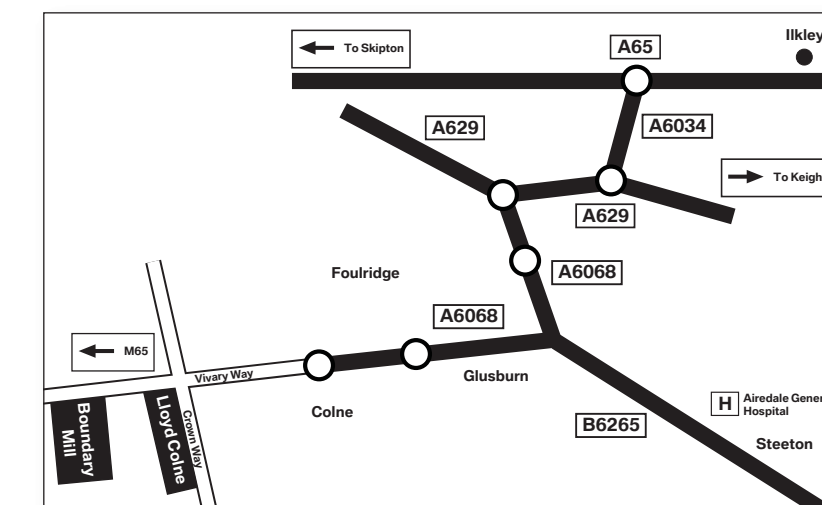 Ilkley
To Skipton
A65
A629
A6034
To Keigh
A629
Foulridge
A6068
A6068
M65
Vivary Way
Glusburn
Boundary
Mill
Lloyd Colne
Crown Way
Colne
B6265
H
Airedale Gener
Hospital
Steeton